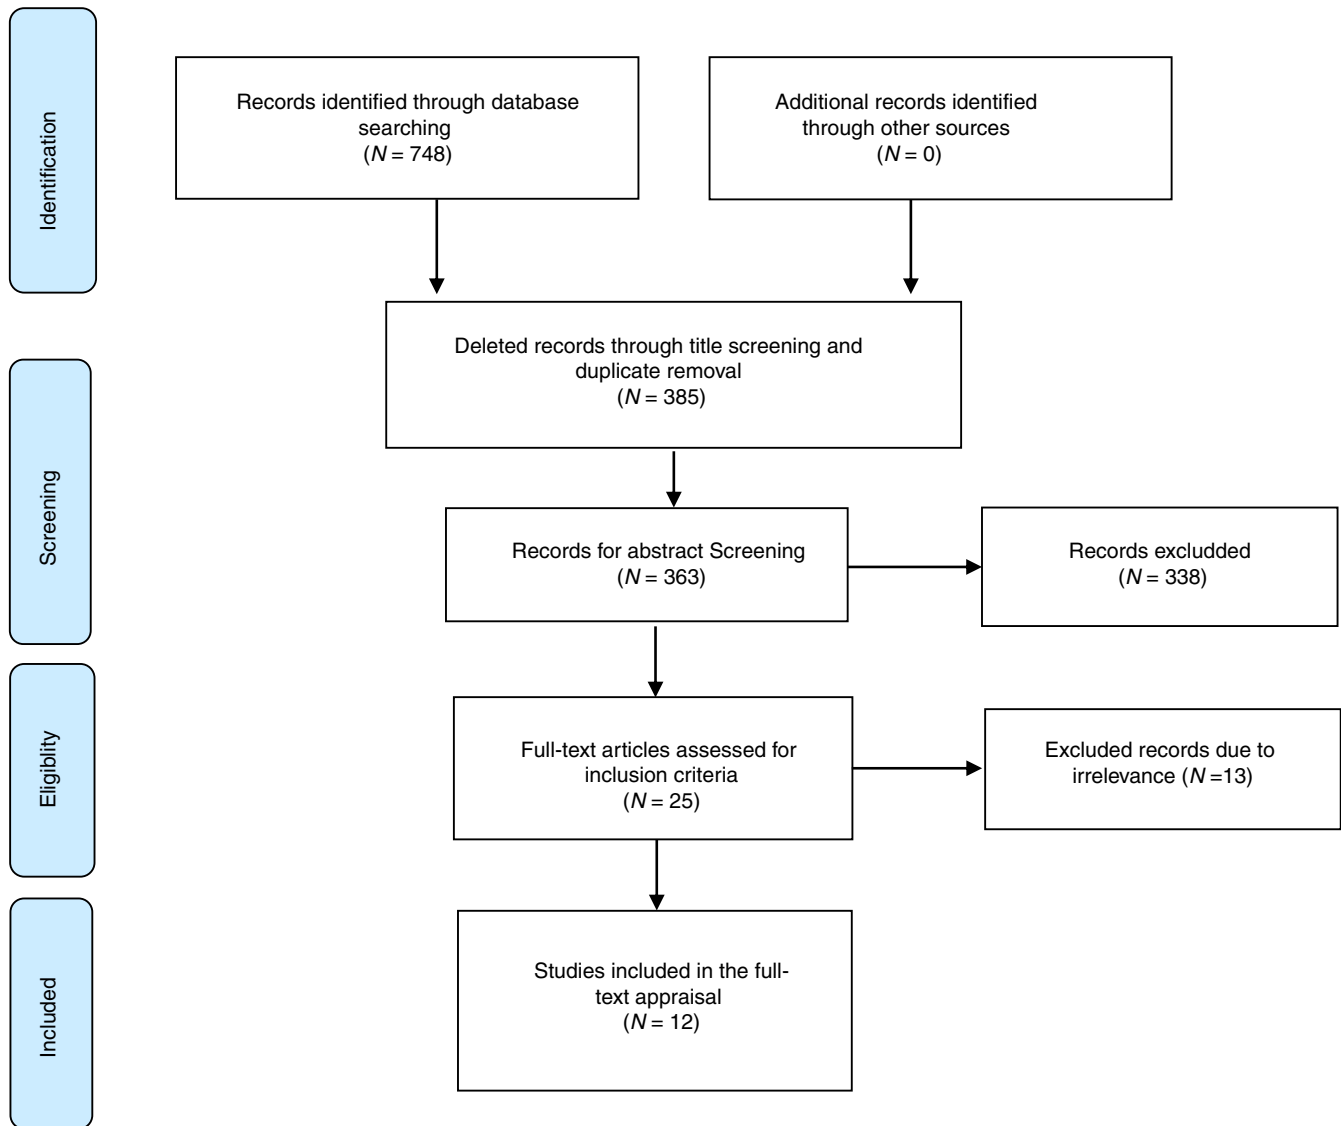 Identification
Records identified through database
searching
(N = 748)
Additional records identified
through other sources
(N = 0)
Deleted records through title screening and
duplicate removal
(N = 385)
Screening
Records for abstract Screening
(N = 363)
Records excludded
(N = 338)
Eligiblity
Full-text articles assessed for
inclusion criteria
(N = 25)
Excluded records due to
irrelevance (N =13)
Included
Studies included in the full-
text appraisal
(N = 12)